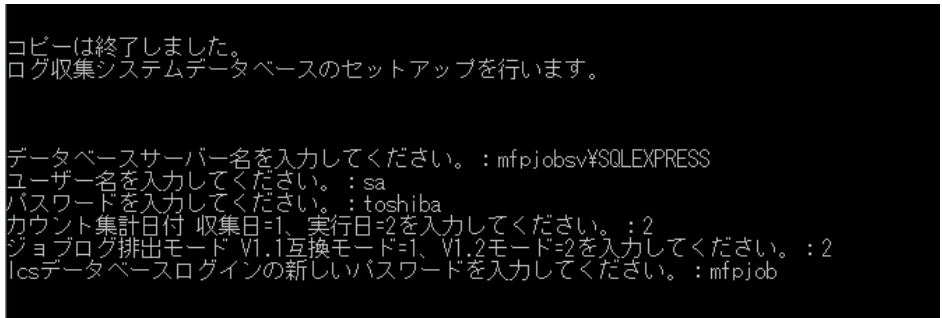 コピーは終了しました。
ログ収集システムデータベースのセットアップを行います。
データベースサーバー名を入力してください。:mfpjobsv¥SQLEXPRESS
ユーザー名を入力してください。:sa
パスワードを入力してください。:toshiba
カウント集計日付 収集日=1、実行日=2を入力してください。:2
ジョブログ排出モード V1.1互換モード=1、V1.2モード=2を入力してください。:2
lcsデータベースログインの新しいパスワードを入力してください。:mfpjob